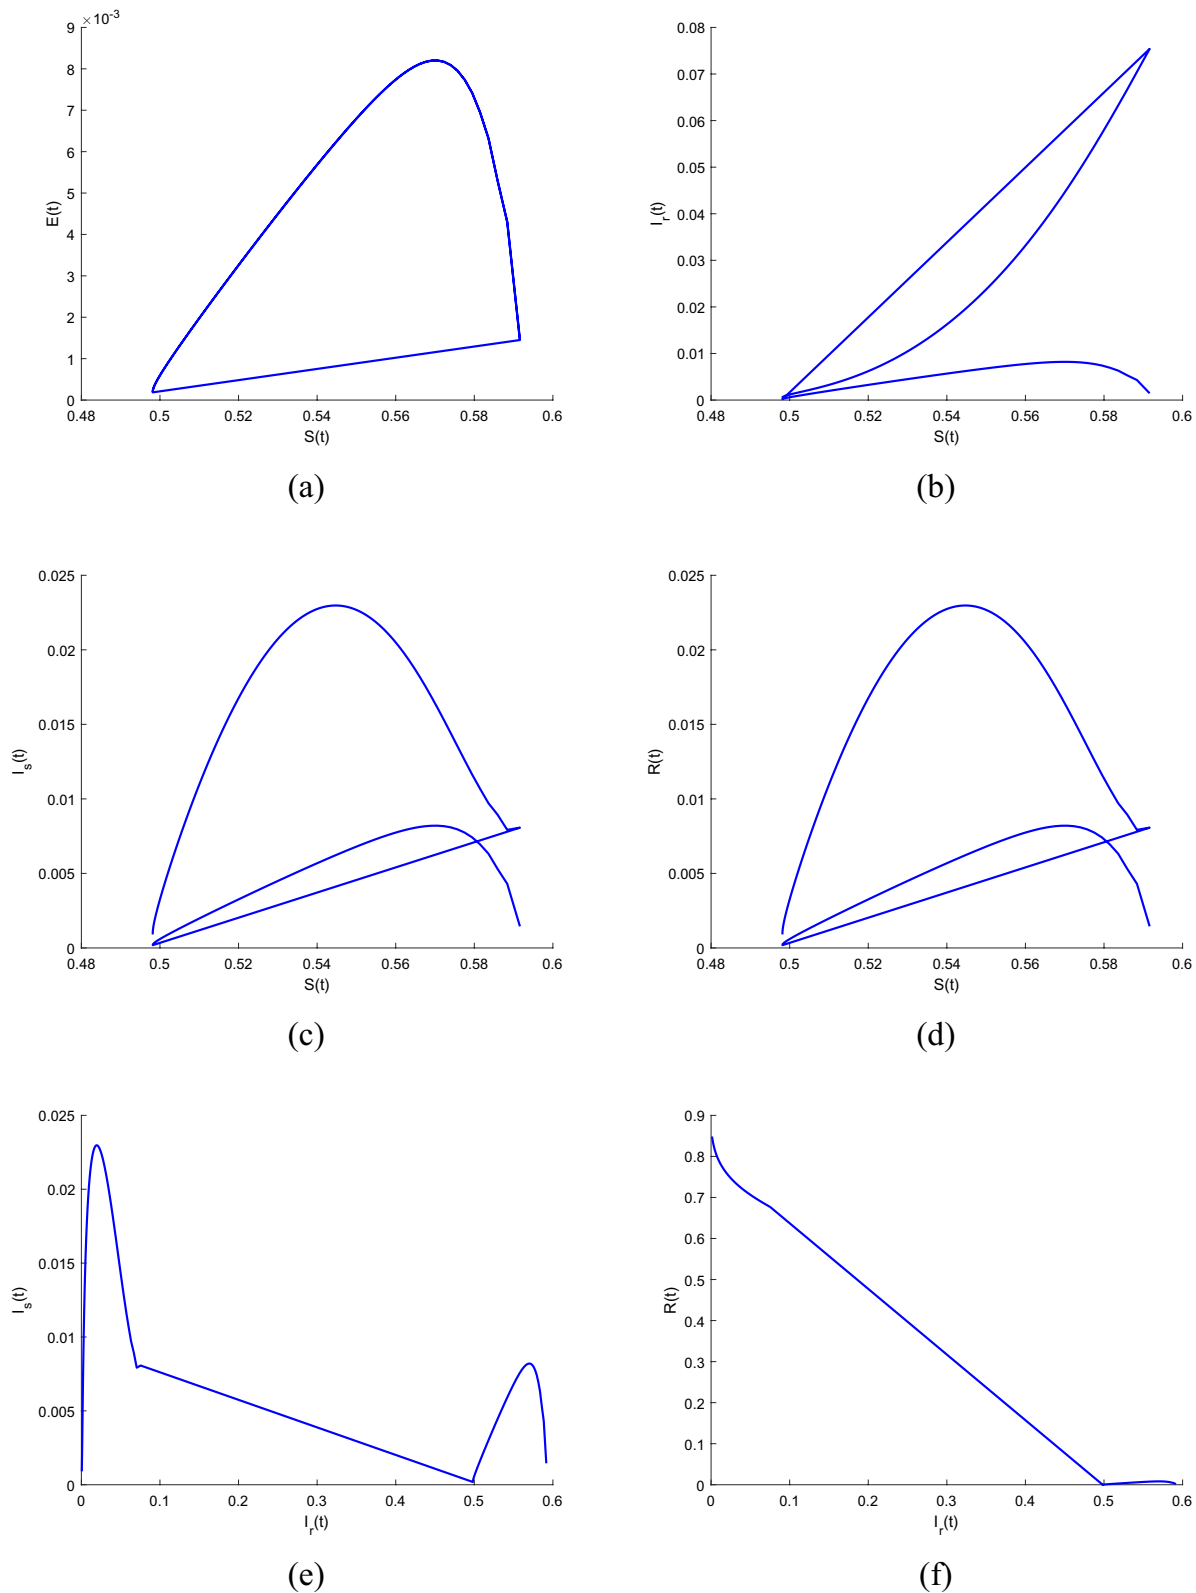 ×10⁻³
9
8
7
6
5
4
3
2
1
0
E(t)
0.48 0.5 0.52 0.54 0.56 0.58 0.6
S(t)
(a)
0.08
0.07
0.06
0.05
0.04
0.03
0.02
0.01
0
I_r(t)
0.48 0.5 0.52 0.54 0.56 0.58 0.6
S(t)
(b)
0.025
0.02
0.015
0.01
0.005
0
I_s(t)
0.48 0.5 0.52 0.54 0.56 0.58 0.6
S(t)
(c)
0.025
0.02
0.015
0.01
0.005
0
R(t)
0.48 0.5 0.52 0.54 0.56 0.58 0.6
S(t)
(d)
0.025
0.02
0.015
0.01
0.005
0
I_s(t)
0 0.1 0.2 0.3 0.4 0.5 0.6
I_r(t)
(e)
0.9
0.8
0.7
0.6
0.5
0.4
0.3
0.2
0.1
0
R(t)
0 0.1 0.2 0.3 0.4 0.5 0.6
I_r(t)
(f)